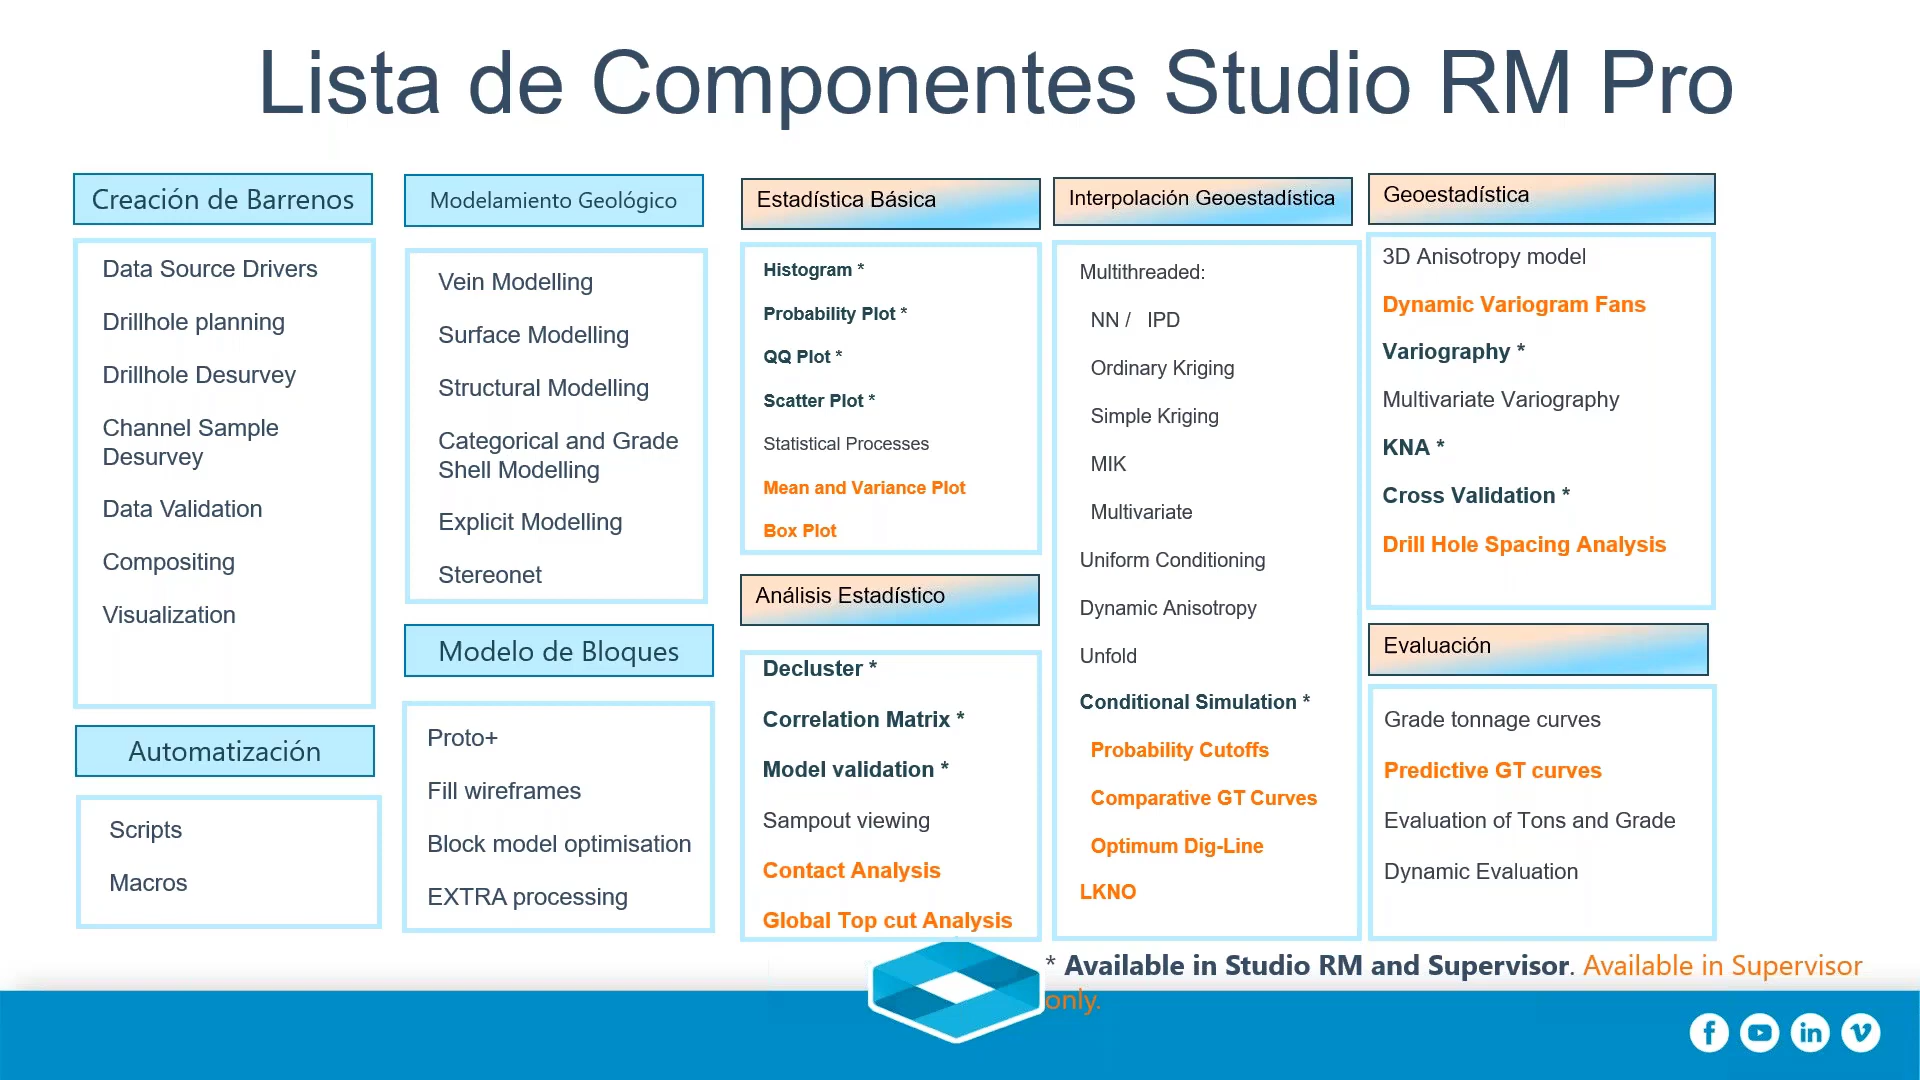 Lista de Componentes Studio RM Pro
Creación de Barrenos
Data Source Drivers
Drillhole planning
Drillhole Desurvey
Channel Sample
Desurvey
Data Validation
Compositing
Visualization
Automatización
Scripts
Macros
Modelamiento Geológico
Vein Modelling
Surface Modelling
Structural Modelling
Categorical and Grade
Shell Modelling
Explicit Modelling
Stereonet
Modelo de Bloques
Proto+
Fill wireframes
Block model optimisation
EXTRA processing
Estadística Básica
Histogram *
Probability Plot *
QQ Plot *
Scatter Plot *
Statistical Processes
Mean and Variance Plot
Box Plot
Análisis Estadístico
Decluster *
Correlation Matrix *
Model validation *
Sampout viewing
Contact Analysis
Global Top cut Analysis
Interpolación Geoestadística
Multithreaded:
NN / IPD
Ordinary Kriging
Simple Kriging
MIK
Multivariate
Uniform Conditioning
Dynamic Anisotropy
Unfold
Conditional Simulation *
Probability Cutoffs
Comparative GT Curves
Optimum Dig-Line
LKNO
Geoestadística
3D Anisotropy model
Dynamic Variogram Fans
Variography *
Multivariate Variography
KNA *
Cross Validation *
Drill Hole Spacing Analysis
Evaluación
Grade tonnage curves
Predictive GT curves
Evaluation of Tons and Grade
Dynamic Evaluation
* Available in Studio RM and Supervisor. Available in Supervisor
only.